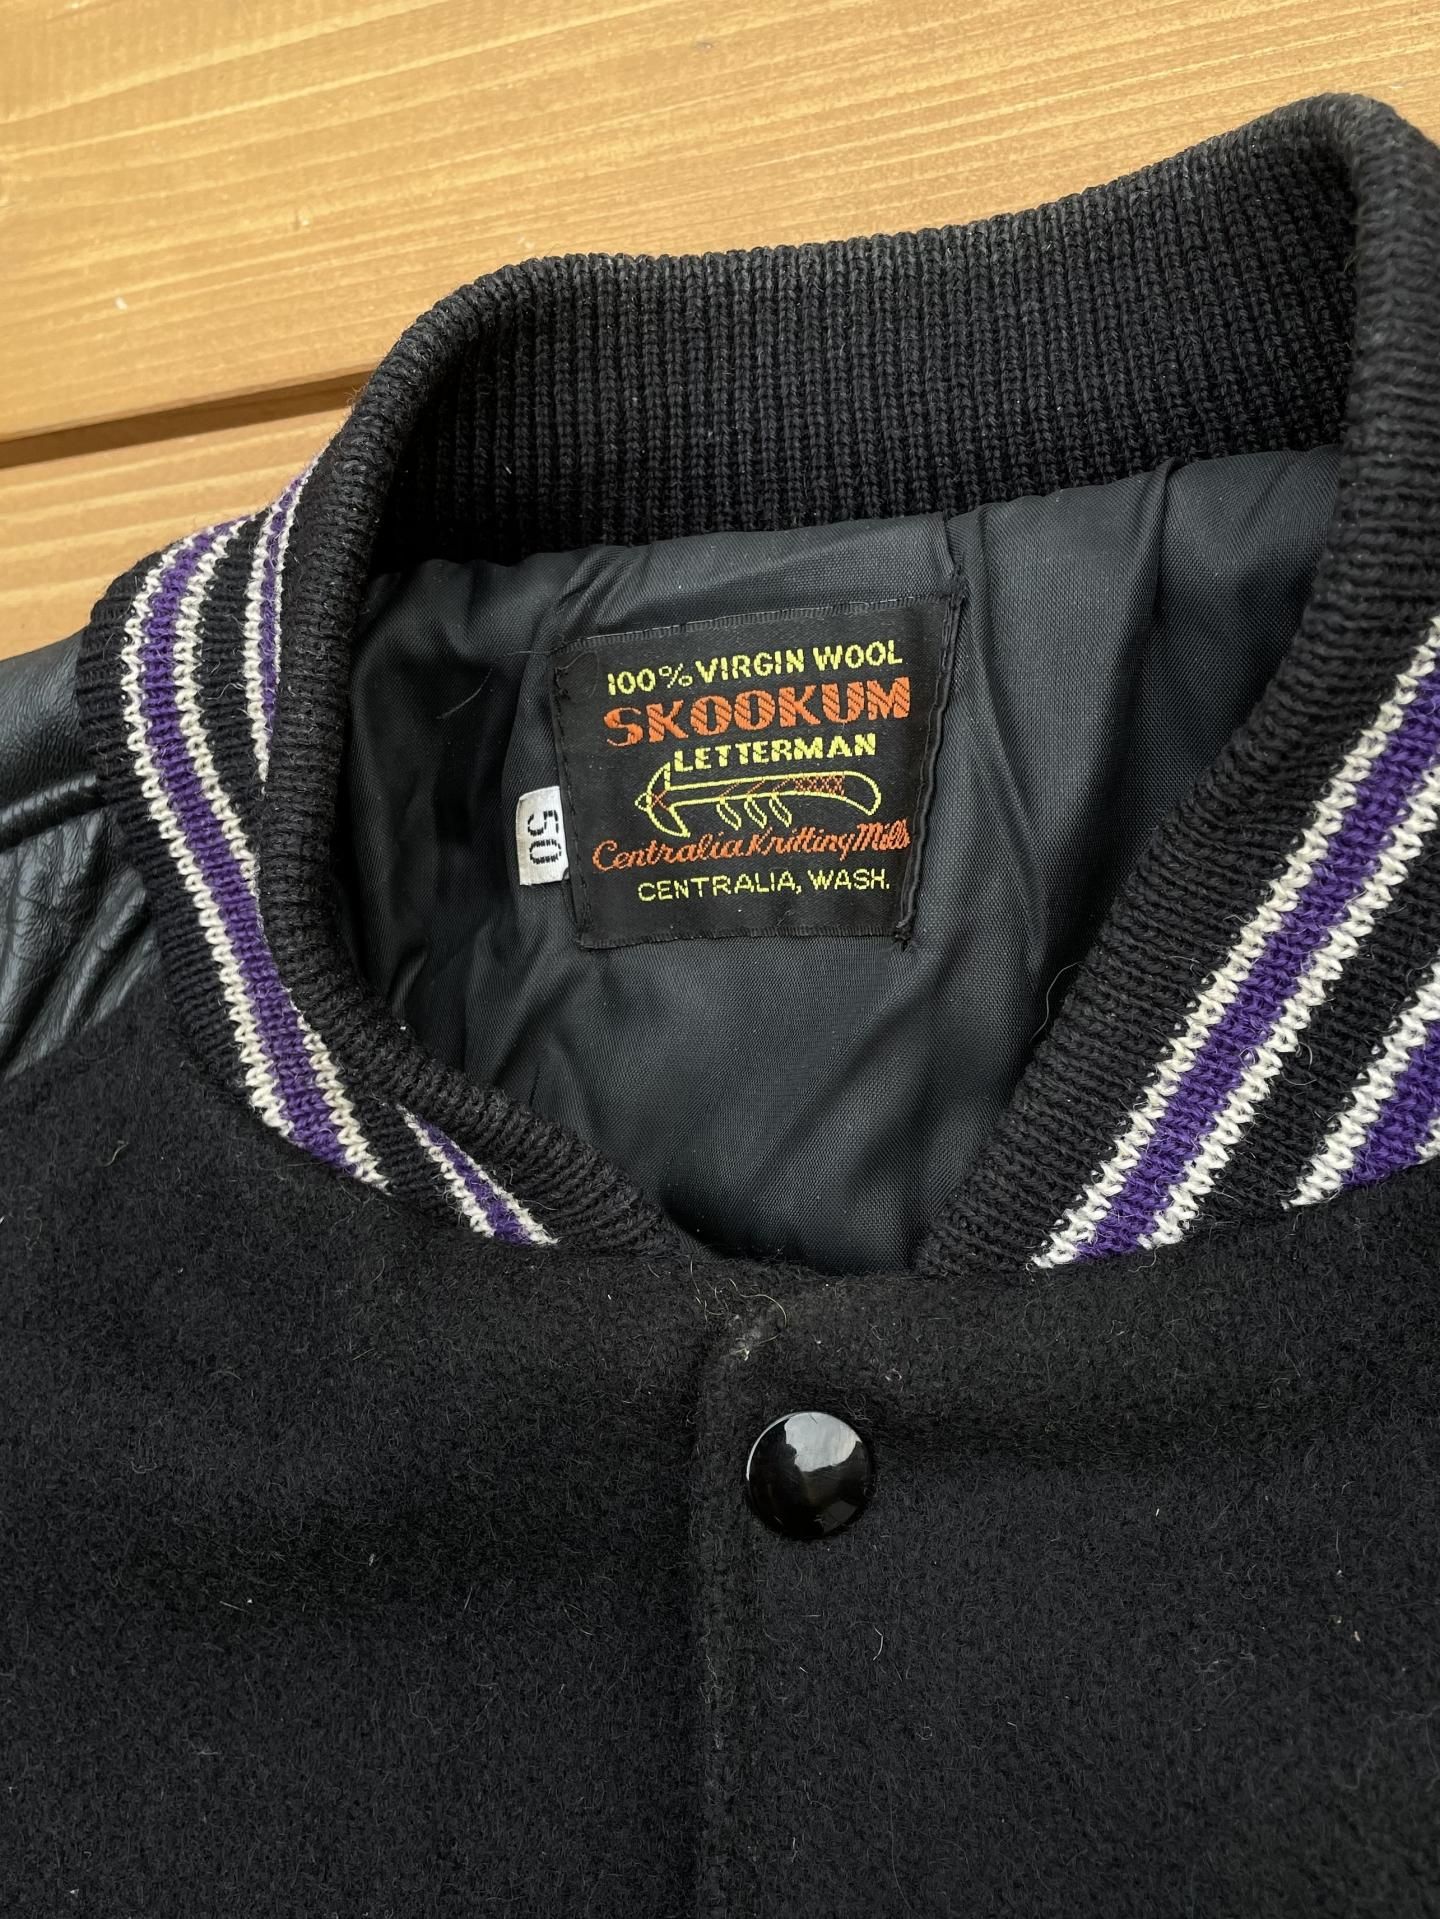 100% VIRGIN WOOL
SKOOKUM
LETTERMAN
Centralia Knitting Mills
CENTRALIA, WASH.
50